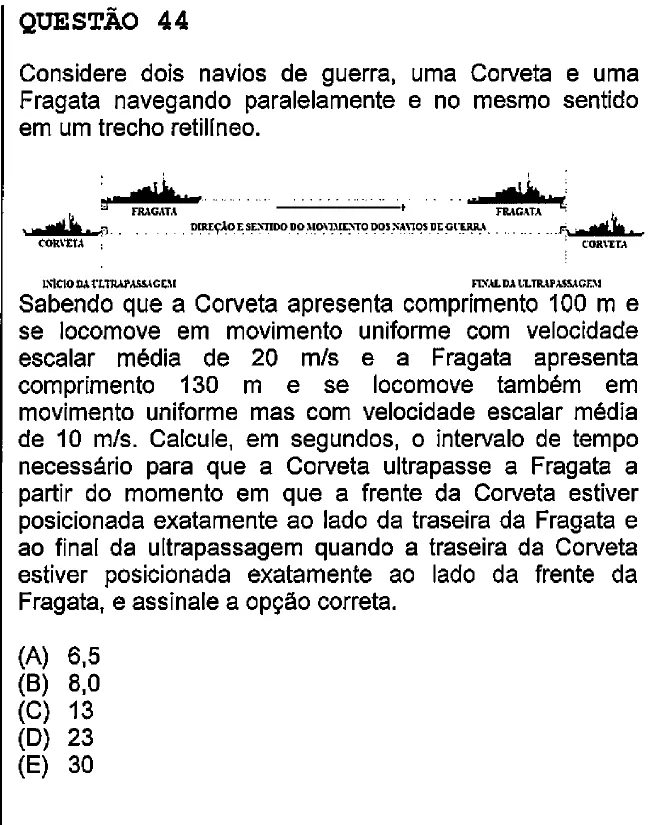 QUESTÃO 44
Considere dois navios de guerra, uma Corveta e uma
Fragata navegando paralelamente e no mesmo sentido
em um trecho retilíneo.
FRAGATA
FRAGATA
DIREÇÃO E SENTIDO DO MOVIMENTO DOS NAVIOS DE GUERRA
CORVETA
CORVETA
INÍCIO DA ULTRAPASSAGEM
FINAL DA ULTRAPASSAGEM
Sabendo que a Corveta apresenta comprimento 100 m e
se locomove em movimento uniforme com velocidade
escalar média de 20 m/s e a Fragata apresenta
comprimento 130 m e se locomove também em
movimento uniforme mas com velocidade escalar média
de 10 m/s. Calcule, em segundos, o intervalo de tempo
necessário para que a Corveta ultrapasse a Fragata a
partir do momento em que a frente da Corveta estiver
posicionada exatamente ao lado da traseira da Fragata e
ao final da ultrapassagem quando a traseira da Corveta
estiver posicionada exatamente ao lado da frente da
Fragata, e assinale a opção correta.
(A) 6,5
(B) 8,0
(C) 13
(D) 23
(E) 30